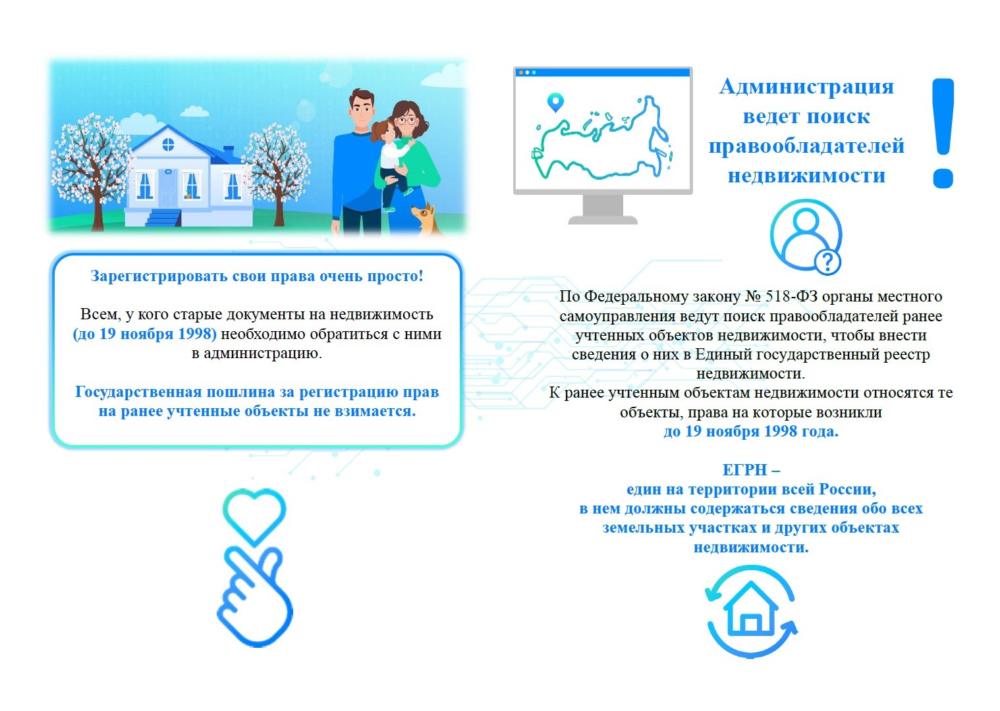 Зарегистрировать свои права очень просто!
Всем, у кого старые документы на недвижимость
(до 19 ноября 1998) необходимо обратиться с ними
в администрацию.
Государственная пошлина за регистрацию прав
на ранее учтенные объекты не взимается.
Администрация
ведет поиск
правообладателей
недвижимости
!
?
По Федеральному закону № 518-ФЗ органы местного
самоуправления ведут поиск правообладателей ранее
учтенных объектов недвижимости, чтобы внести
сведения о них в Единый государственный реестр
недвижимости.
К ранее учтенным объектам недвижимости относятся те
объекты, права на которые возникли
до 19 ноября 1998 года.
ЕГРН –
един на территории всей России,
в нем должны содержаться сведения обо всех
земельных участках и других объектах
недвижимости.